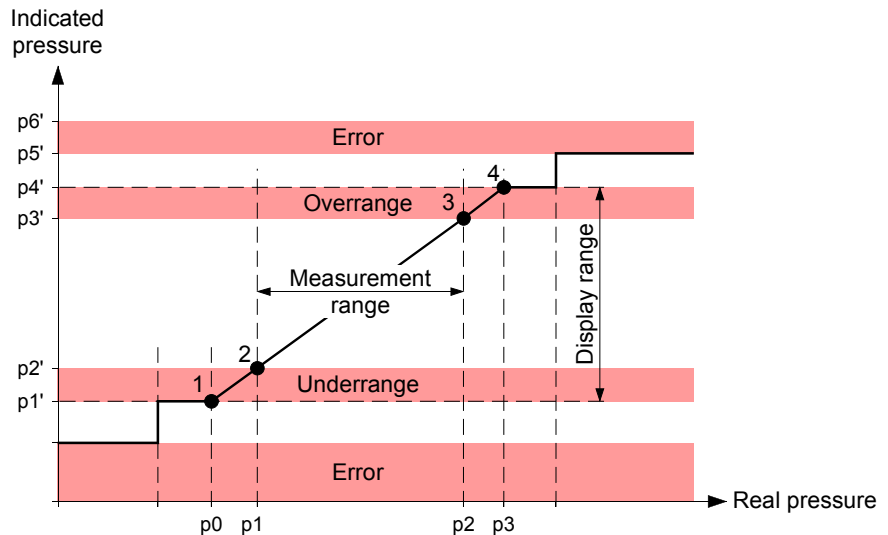 Indicated
pressure
p6'
Error
p5'
p4'
4
Overrange
3
p3'
Measurement
range
Display range
2
p2'
1
Underrange
p1'
Error
Real pressure
p0
p1
p2
p3